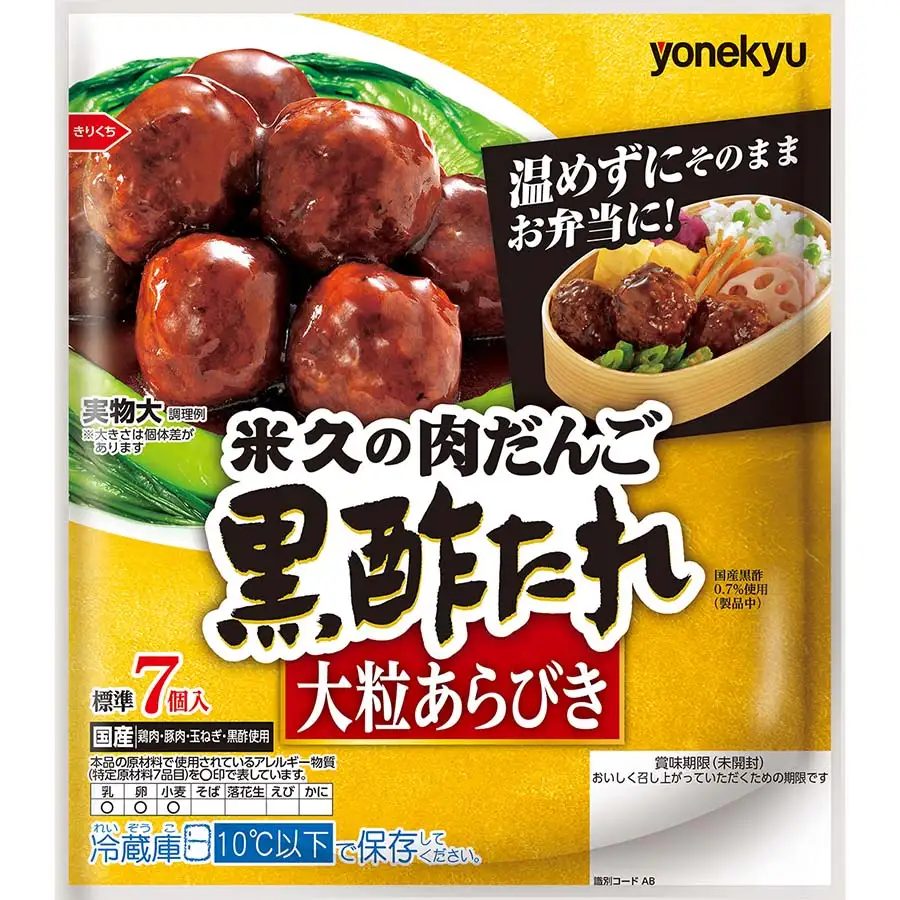 yonekyu
きりくち
温めずにそのまま
お弁当に!
実物大 調理例
※大きさは個体差が
あります
米久の肉だんご
黒酢たれ
国産黒酢
0.7%使用
(製品中)
大粒あらびき
標準7個入
国産 鶏肉・豚肉・玉ねぎ・黒酢使用
本品の原材料で使用されているアレルギー物質
(特定原材料7品目)を〇印で表しています。
乳 卵 小麦 そば 落花生 えび かに
〇 〇 〇
れいぞうこ
冷蔵庫 10℃以下で保存してください。
賞味期限(未開封)
おいしく召し上がっていただくための期限です
識別コード AB